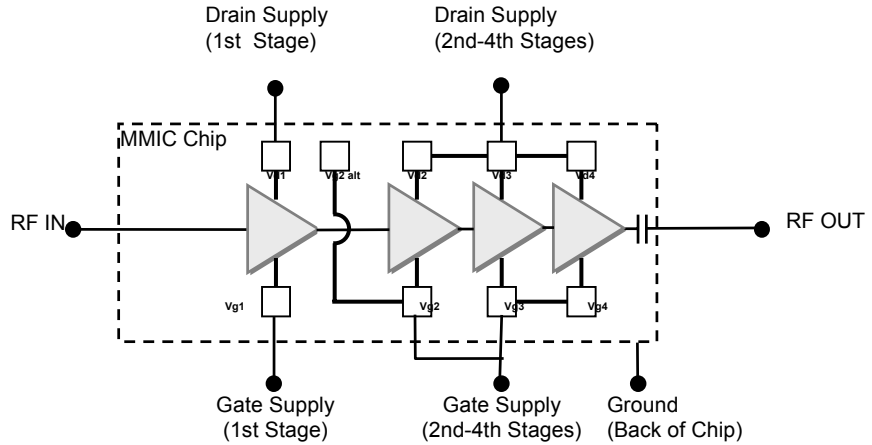 Drain Supply
(1st Stage)
Drain Supply
(2nd-4th Stages)
MMIC Chip
Vd1
Vg2 alt
Vd2
Vd3
Vd4
RF IN
RF OUT
Vg1
Vg2
Vg3
Vg4
Gate Supply
(1st Stage)
Gate Supply
(2nd-4th Stages)
Ground
(Back of Chip)